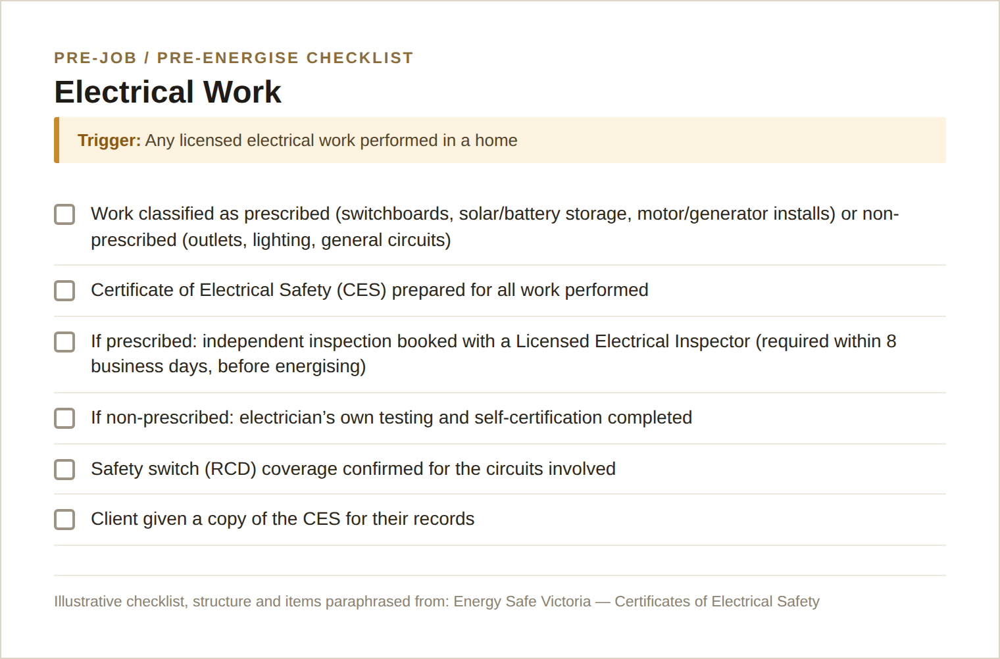 PRE-JOB / PRE-ENERGISE CHECKLIST
Electrical Work
Trigger: Any licensed electrical work performed in a home
Work classified as prescribed (switchboards, solar/battery storage, motor/generator installs) or non-
prescribed (outlets, lighting, general circuits)
Certificate of Electrical Safety (CES) prepared for all work performed
If prescribed: independent inspection booked with a Licensed Electrical Inspector (required within 8
business days, before energising)
If non-prescribed: electrician’s own testing and self-certification completed
Safety switch (RCD) coverage confirmed for the circuits involved
Client given a copy of the CES for their records
Illustrative checklist, structure and items paraphrased from: Energy Safe Victoria — Certificates of Electrical Safety